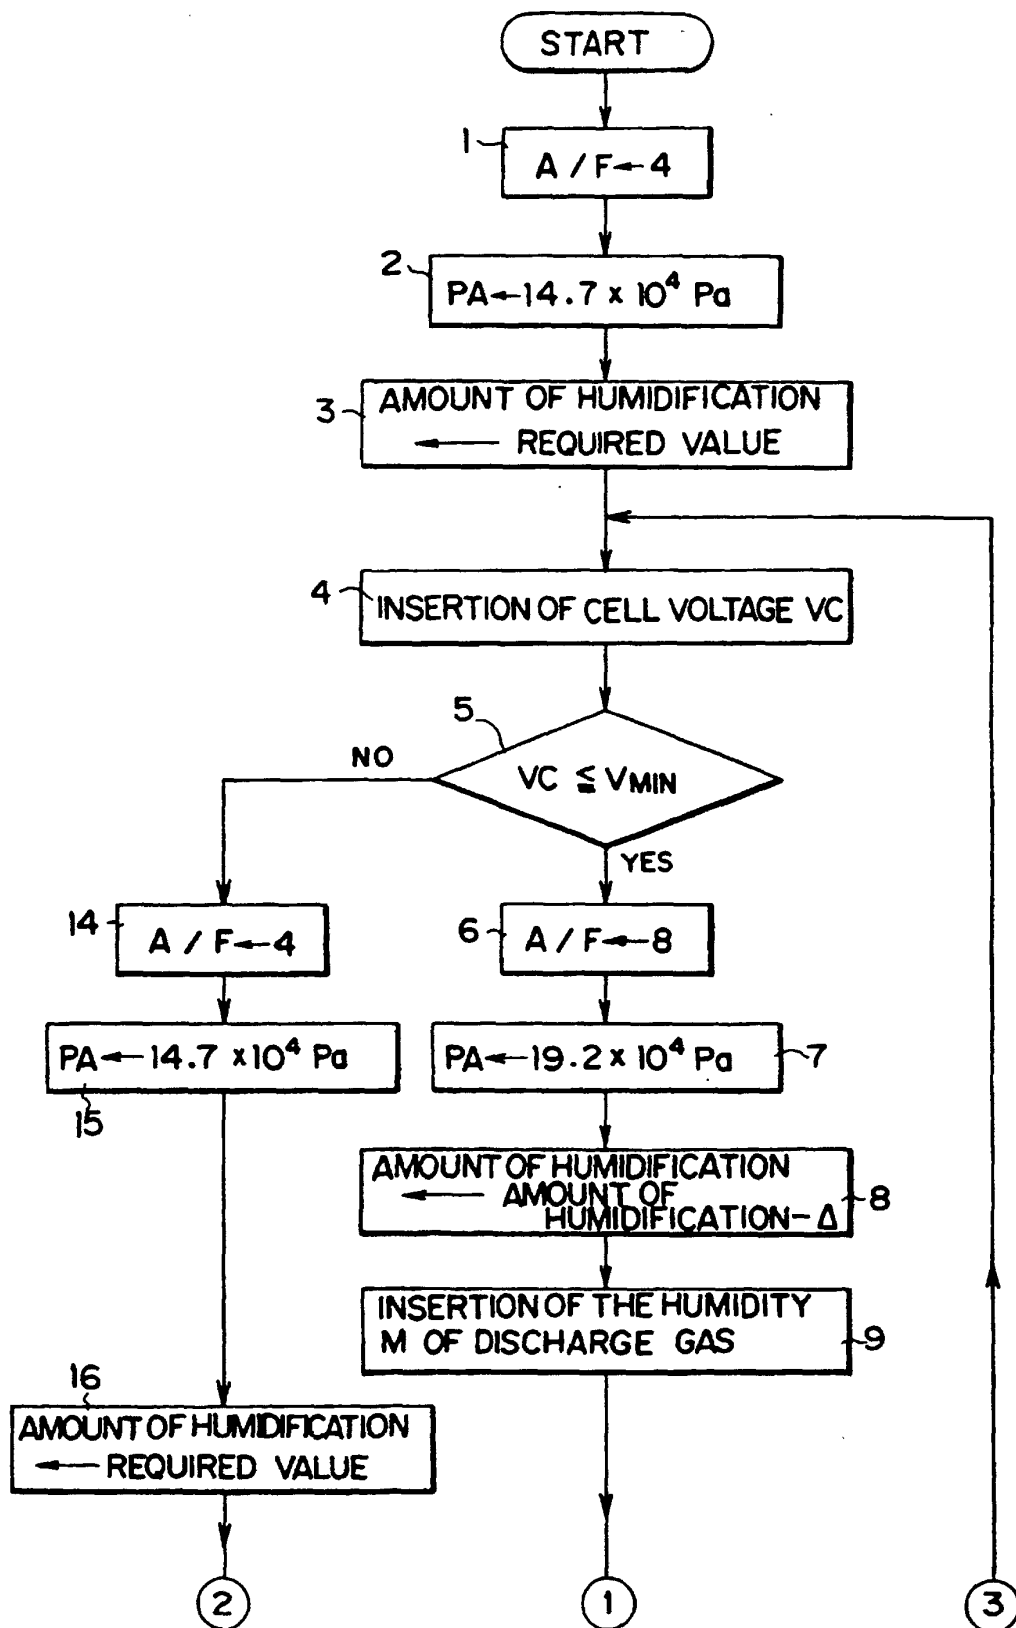 START
1
A / F←4
2
PA←14.7 × 10⁴ Pa
3
AMOUNT OF HUMIDIFICATION
← REQUIRED VALUE
4
INSERTION OF CELL VOLTAGE VC
5
NO
VC ≦ VMIN
YES
14
A / F←4
6
A / F←8
PA←14.7 ×10⁴ Pa
15
PA←19.2 × 10⁴ Pa
7
AMOUNT OF HUMIDIFICATION
← AMOUNT OF
HUMIDIFICATION-Δ
8
INSERTION OF THE HUMIDITY
M OF DISCHARGE GAS
9
16
AMOUNT OF HUMIDIFICATION
← REQUIRED VALUE
2
1
3